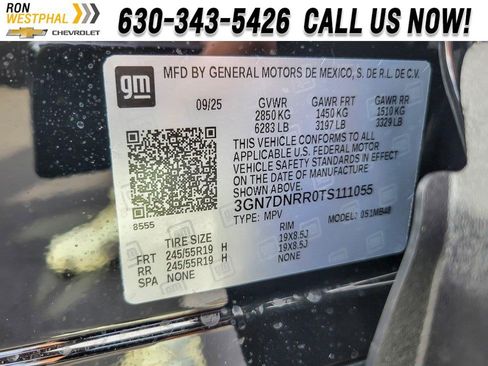 RON
WESTPHAL
CHEVROLET
630-343-5426 CALL US NOW!
gm
MFD BY GENERAL MOTORS DE MEXICO, S. DE R.L. DE C.V.
09/25 GVWR GAWR FRT GAWR RR
2850 KG 1450 KG 1510 KG
6283 LB 3197 LB 3329 LB
THIS VEHICLE CONFORMS TO ALL
APPLICABLE U.S. FEDERAL MOTOR
VEHICLE SAFETY STANDARDS IN
EFFECT ON THE DATE OF
MANUFACTURE SHOWN ABOVE.
3GN7DNRR0TS111055
TYPE: MPV MODEL: 0S1MB48
8555
TIRE SIZE RIM
FRT 245/55R19 H 19X8.5J
RR 245/55R19 H 19X8.5J
SPA NONE NONE